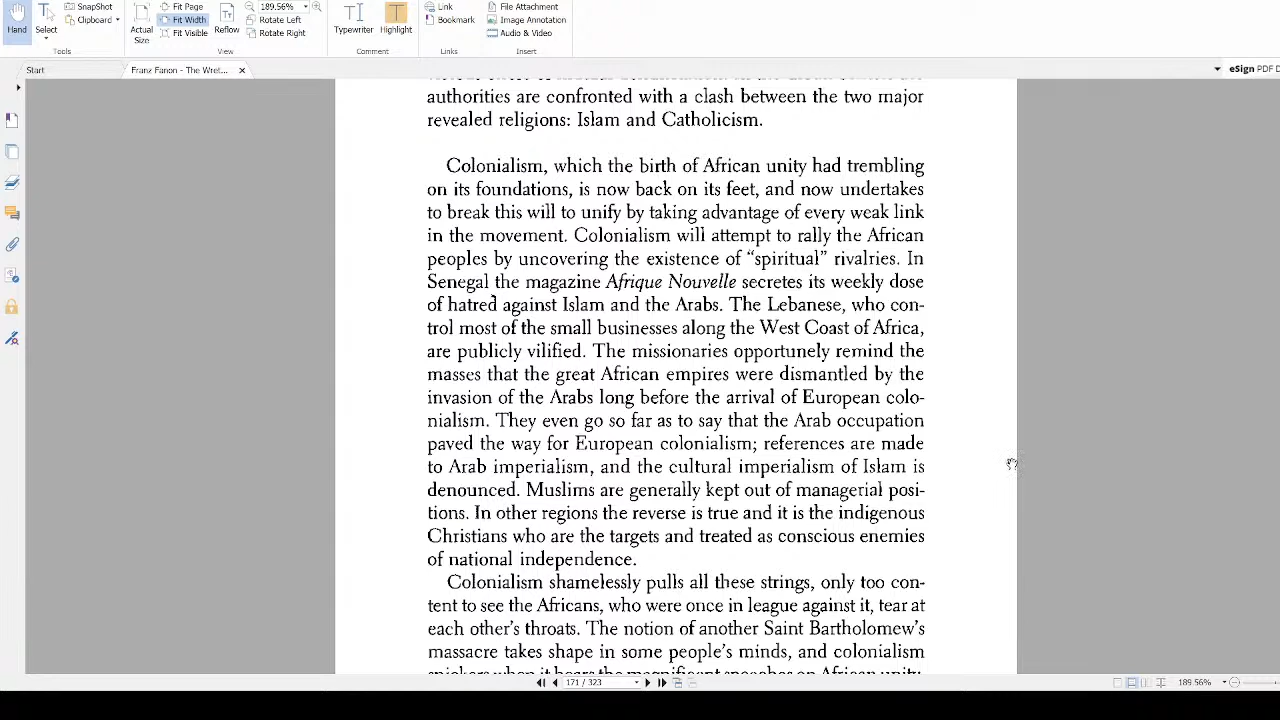 SnapShot
Clipboard
Hand
Select
Tools
Actual
Size
Fit Page
Fit Width
Fit Visible
Reflow
189.56%
Rotate Left
Rotate Right
View
Typewriter
Highlight
Comment
Link
Bookmark
Links
File Attachment
Image Annotation
Audio & Video
Insert
Start
Franz Fanon - The Wret...
eSign PDF D
authorities are confronted with a clash between the two major
revealed religions: Islam and Catholicism.
Colonialism, which the birth of African unity had trembling
on its foundations, is now back on its feet, and now undertakes
to break this will to unify by taking advantage of every weak link
in the movement. Colonialism will attempt to rally the African
peoples by uncovering the existence of “spiritual” rivalries. In
Senegal the magazine Afrique Nouvelle secretes its weekly dose
of hatred against Islam and the Arabs. The Lebanese, who con-
trol most of the small businesses along the West Coast of Africa,
are publicly vilified. The missionaries opportunely remind the
masses that the great African empires were dismantled by the
invasion of the Arabs long before the arrival of European colo-
nialism. They even go so far as to say that the Arab occupation
paved the way for European colonialism; references are made
to Arab imperialism, and the cultural imperialism of Islam is
denounced. Muslims are generally kept out of managerial posi-
tions. In other regions the reverse is true and it is the indigenous
Christians who are the targets and treated as conscious enemies
of national independence.
Colonialism shamelessly pulls all these strings, only too con-
tent to see the Africans, who were once in league against it, tear at
each other’s throats. The notion of another Saint Bartholomew’s
massacre takes shape in some people’s minds, and colonialism
171 / 323
189.56%